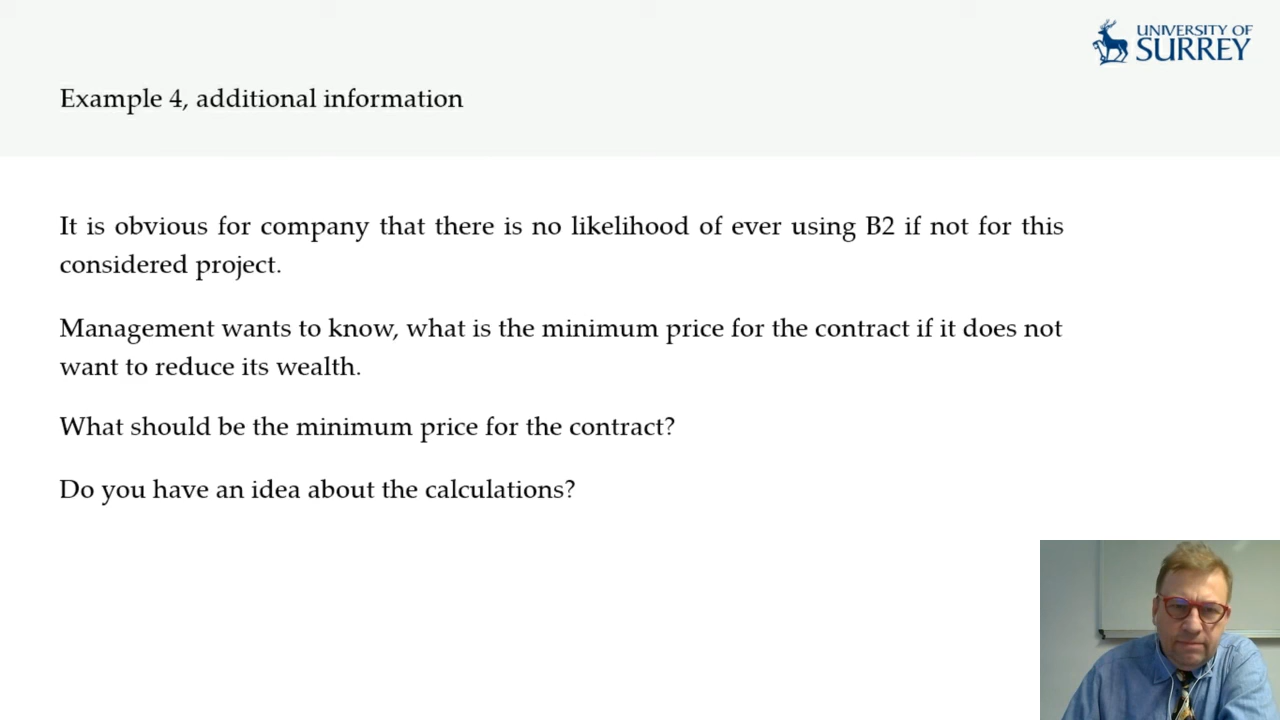 UNIVERSITY OF
SURREY
Example 4, additional information
It is obvious for company that there is no likelihood of ever using B2 if not for this
considered project.
Management wants to know, what is the minimum price for the contract if it does not
want to reduce its wealth.
What should be the minimum price for the contract?
Do you have an idea about the calculations?